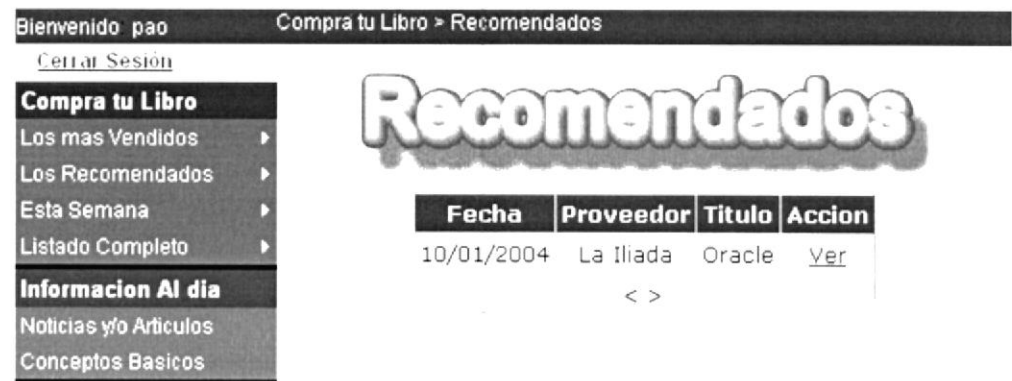 Bienvenido pao
Compra tu Libro > Recomendados
Cerrar Sesión
Compra tu Libro
Los mas Vendidos
Los Recomendados
Esta Semana
Listado Completo
Informacion Al dia
Noticias y/o Articulos
Conceptos Basicos
Recomendados
Fecha Proveedor Titulo Accion
10/01/2004 La Iliada Oracle Ver
< >